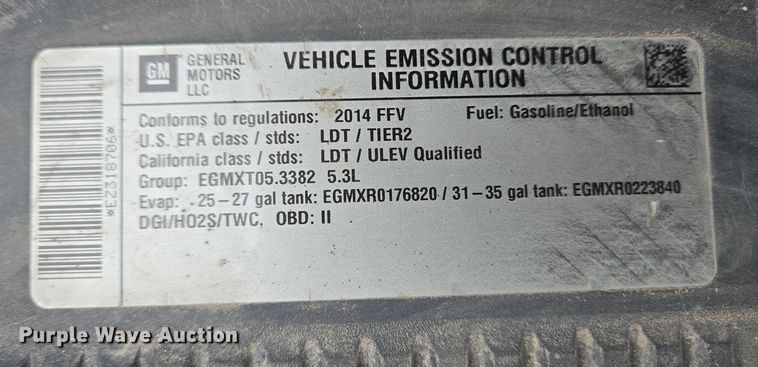 GM
GENERAL MOTORS LLC
VEHICLE EMISSION CONTROL
INFORMATION
Conforms to regulations: 2014 FFV Fuel: Gasoline/Ethanol
U.S. EPA class / stds: LDT / TIER2
California class / stds: LDT / ULEV Qualified
Group: EGMXT05.3382 5.3L
Evap: 25–27 gal tank: EGMXR0176820 / 31–35 gal tank: EGMXR0223840
DGI/HO2S/TWC, OBD: II
*EZ318706*
Purple Wave Auction